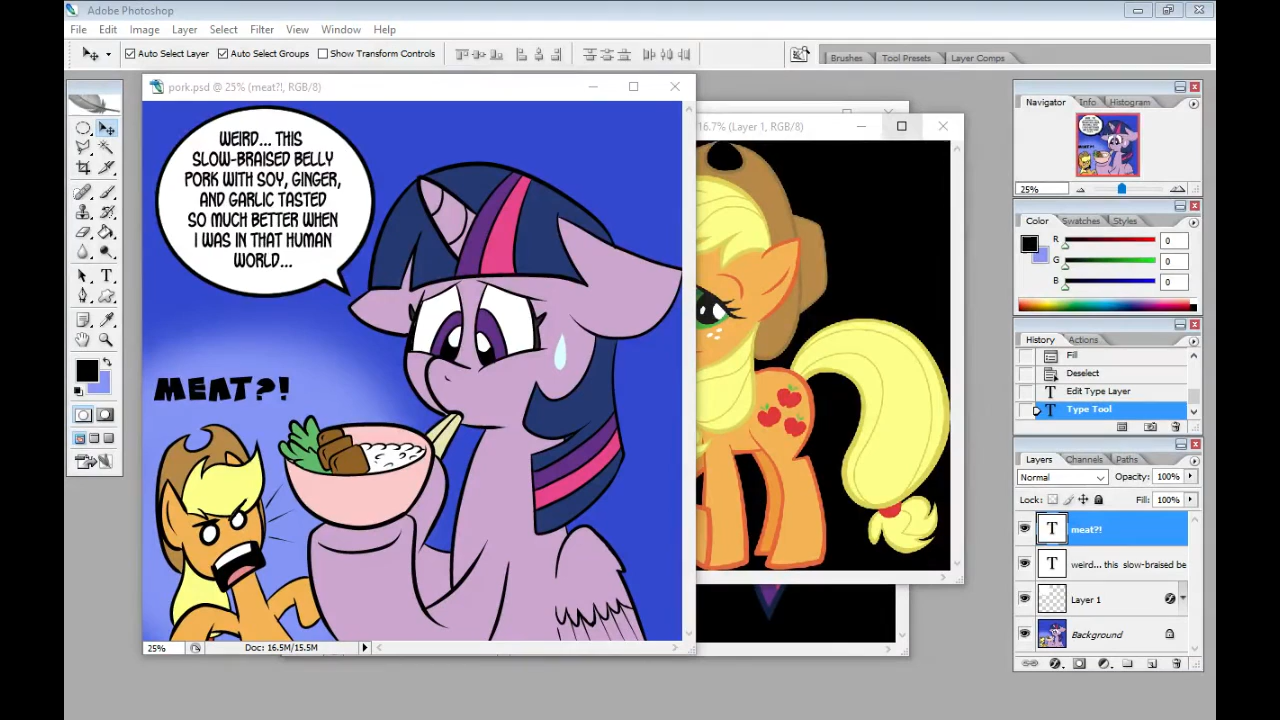 Adobe Photoshop
File Edit Image Layer Select Filter View Window Help
Auto Select Layer Auto Select Groups Show Transform Controls
Brushes Tool Presets Layer Comps
pork.psd @ 25% (meat?!, RGB/8)
16.7% (Layer 1, RGB/8)
WEIRD... THIS
SLOW-BRAISED BELLY
PORK WITH SOY, GINGER,
AND GARLIC TASTED
SO MUCH BETTER WHEN
I WAS IN THAT HUMAN
WORLD...
MEAT?!
25% Doc: 16.5M/15.5M
Navigator Info Histogram
25%
Color Swatches Styles
R 0
G 0
B 0
History Actions
Fill
Deselect
Edit Type Layer
Type Tool
Layers Channels Paths
Normal Opacity: 100%
Lock: Fill: 100%
T meat?!
T weird... this slow-braised be
Layer 1
Background